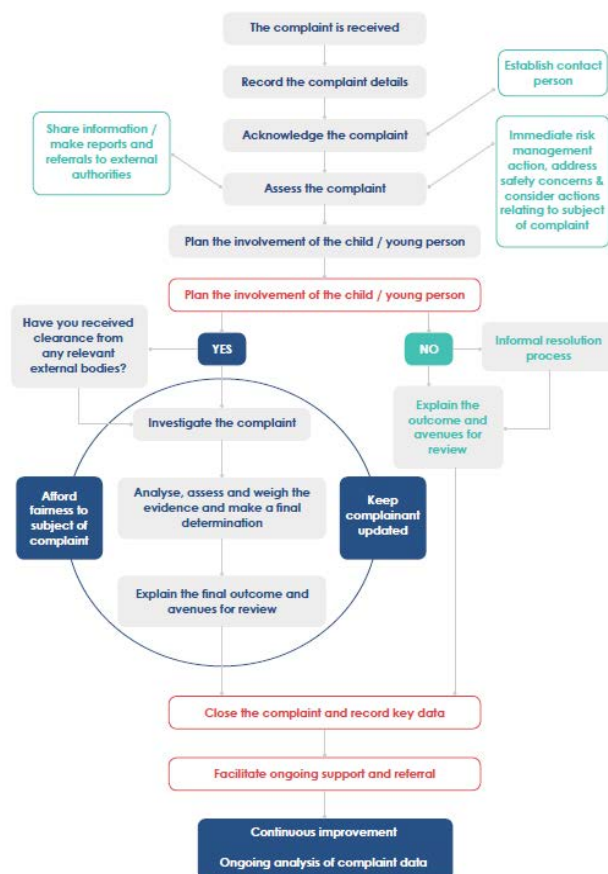 The complaint is received
Record the complaint details
Establish contact
person
Acknowledge the complaint
Share information /
make reports and
referrals to external
authorities
Immediate risk
management
action, address
safety concerns &
consider actions
relating to subject
of complaint
Assess the complaint
Plan the involvement of the child / young person
Plan the involvement of the child / young person
Have you received
clearance from
any relevant
external bodies?
YES
NO
Informal resolution
process
Investigate the complaint
Explain the
outcome and
avenues for
review
Afford
fairness to
subject of
complaint
Analyse, assess and weigh the
evidence and make a final
determination
Keep
complainant
updated
Explain the final outcome and
avenues for review
Close the complaint and record key data
Facilitate ongoing support and referral
Continuous improvement
Ongoing analysis of complaint data